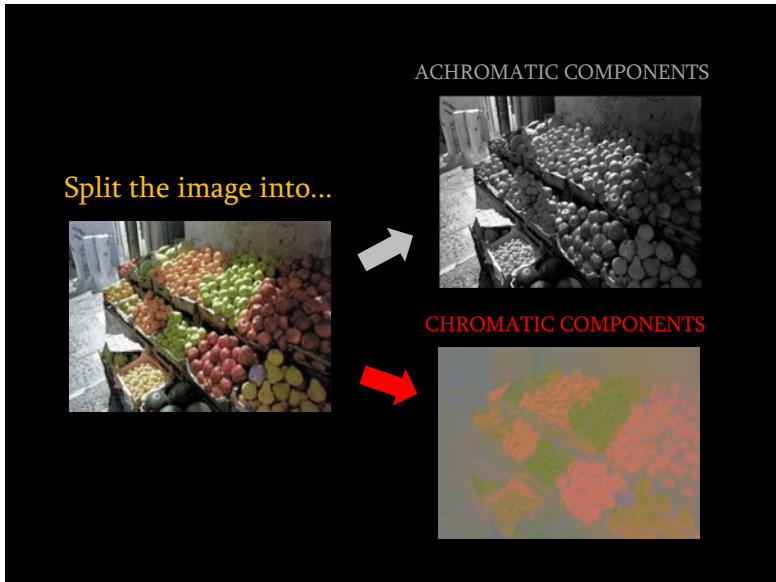 ACHROMATIC COMPONENTS
Split the image into...
CHROMATIC COMPONENTS